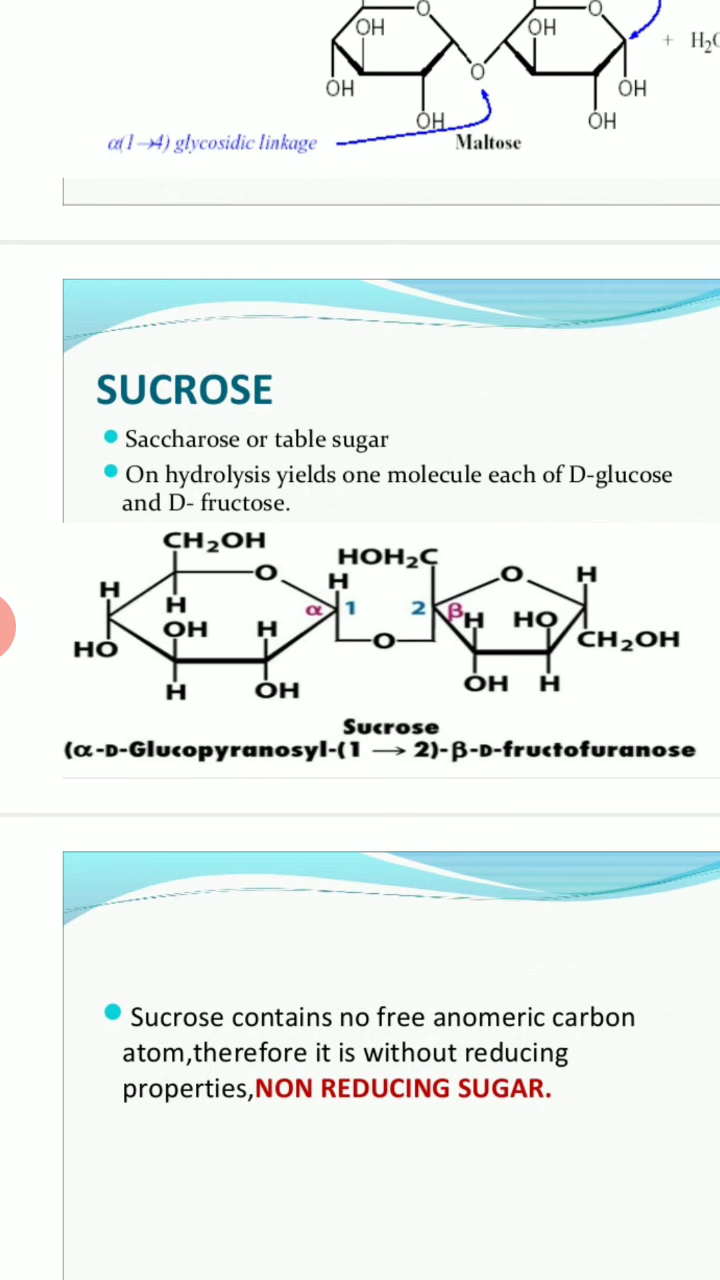 O O
OH OH
+ H₂
O
OH OH
OH OH
α(1→4) glycosidic linkage
Maltose
SUCROSE
Saccharose or table sugar
On hydrolysis yields one molecule each of D-glucose
and D- fructose.
CH₂OH
HOH₂C
O H O H
H
H α 1 2 β H HO
OH H
HO O CH₂OH
H OH OH H
Sucrose
(α-D-Glucopyranosyl-(1 → 2)-β-D-fructofuranose
Sucrose contains no free anomeric carbon
atom,therefore it is without reducing
properties,NON REDUCING SUGAR.